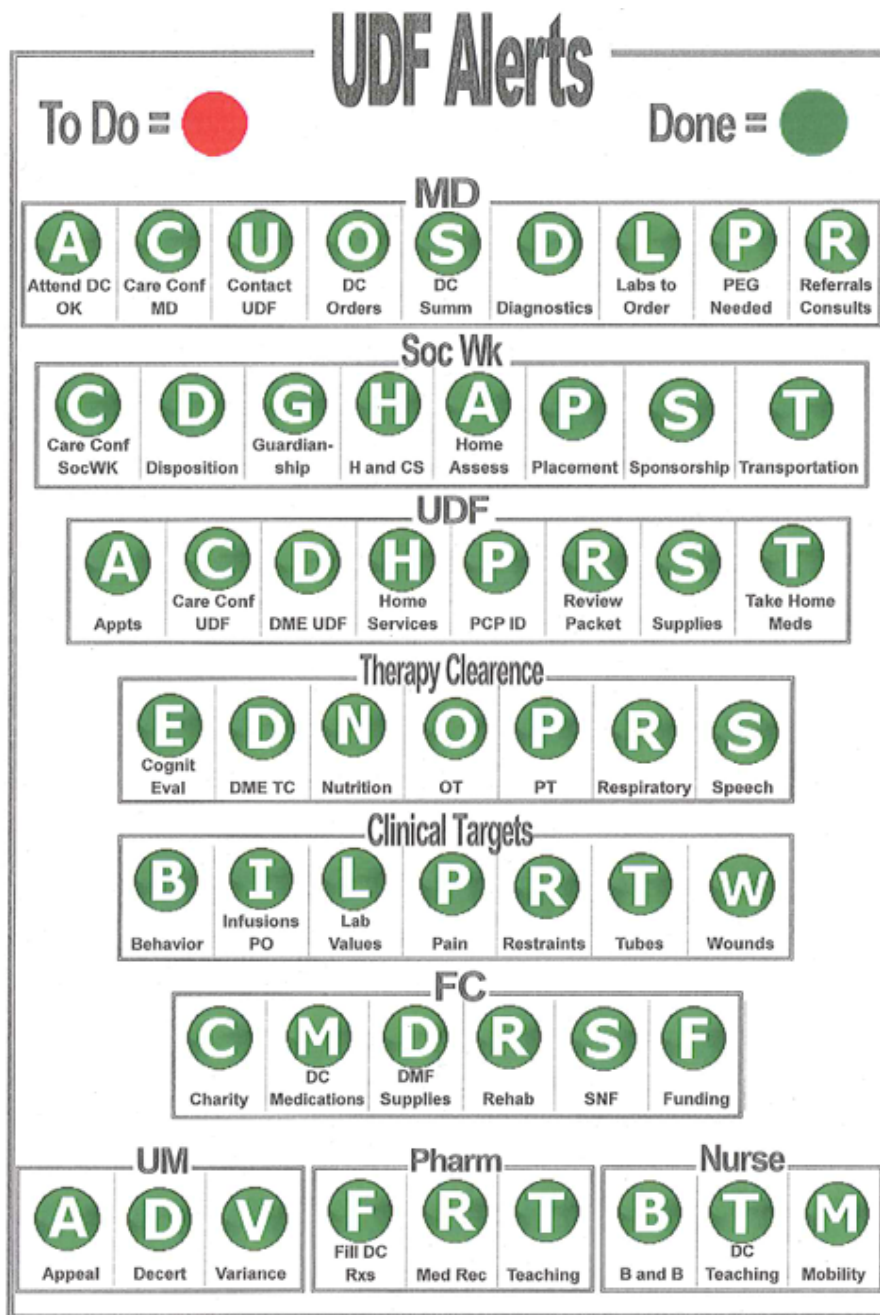 UDF Alerts
To Do =
Done =
MD
A C U O S D L P R
Attend DC Care Conf Contact DC DC Labs to PEG Referrals
OK MD UDF Orders Summ Diagnostics Order Needed Consults
Soc Wk
C D G H A P S T
Care Conf Guardian- Home
SocWK Disposition ship H and CS Assess Placement Sponsorship Transportation
UDF
A C D H P R S T
Care Conf Home Review Take Home
Appts UDF DME UDF Services PCP ID Packet Supplies Meds
Therapy Clearence
E D N O P R S
Cognit
Eval DME TC Nutrition OT PT Respiratory Speech
Clinical Targets
B I L P R T W
Infusions Lab
Behavior PO Values Pain Restraints Tubes Wounds
FC
C M D R S F
DC DMF
Charity Medications Supplies Rehab SNF Funding
UM Pharm Nurse
A D V F R T B T M
Fill DC DC
Appeal Decert Variance Rxs Med Rec Teaching B and B Teaching Mobility